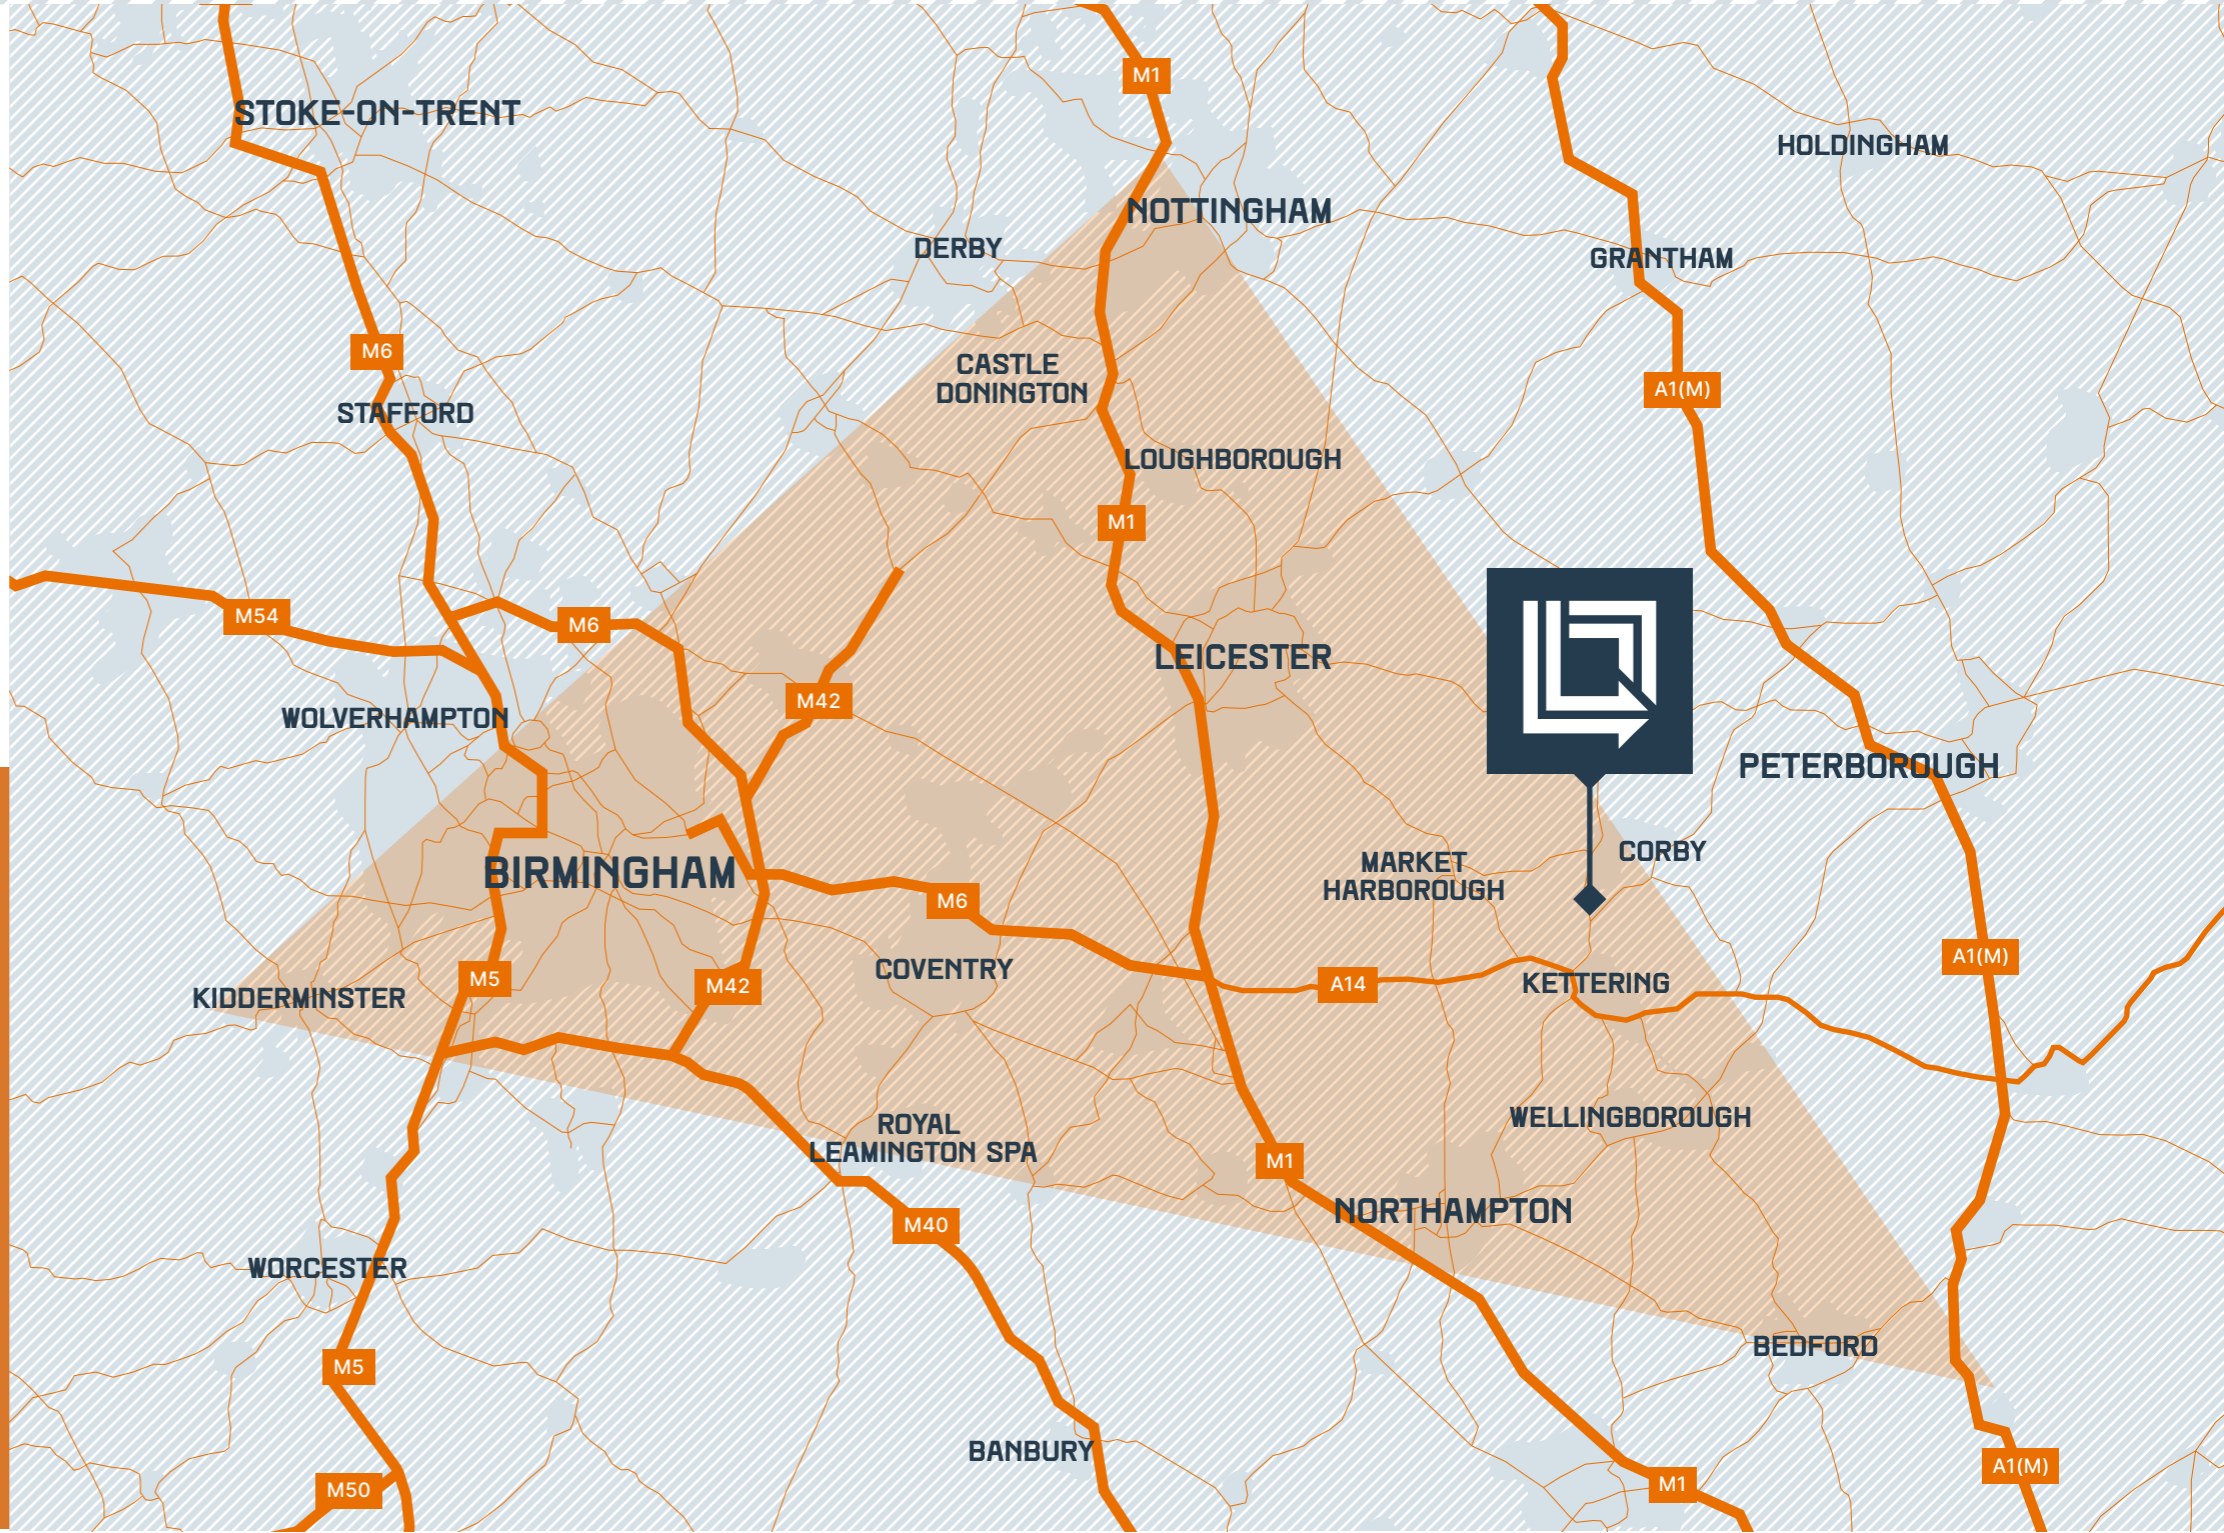 M1
STOKE-ON-TRENT
HOLDINGHAM
NOTTINGHAM
DERBY
GRANTHAM
M6
CASTLE
DONINGTON
A1(M)
STAFFORD
LOUGHBOROUGH
M1
M54
M6
LEICESTER
M42
WOLVERHAMPTON
PETERBOROUGH
CORBY
MARKET
HARBOROUGH
BIRMINGHAM
M6
A1(M)
COVENTRY
M5
M42
A14
KETTERING
KIDDERMINSTER
WELLINGBOROUGH
ROYAL
LEAMINGTON SPA
M1
NORTHAMPTON
M40
WORCESTER
BEDFORD
M5
BANBURY
A1(M)
M1
M50